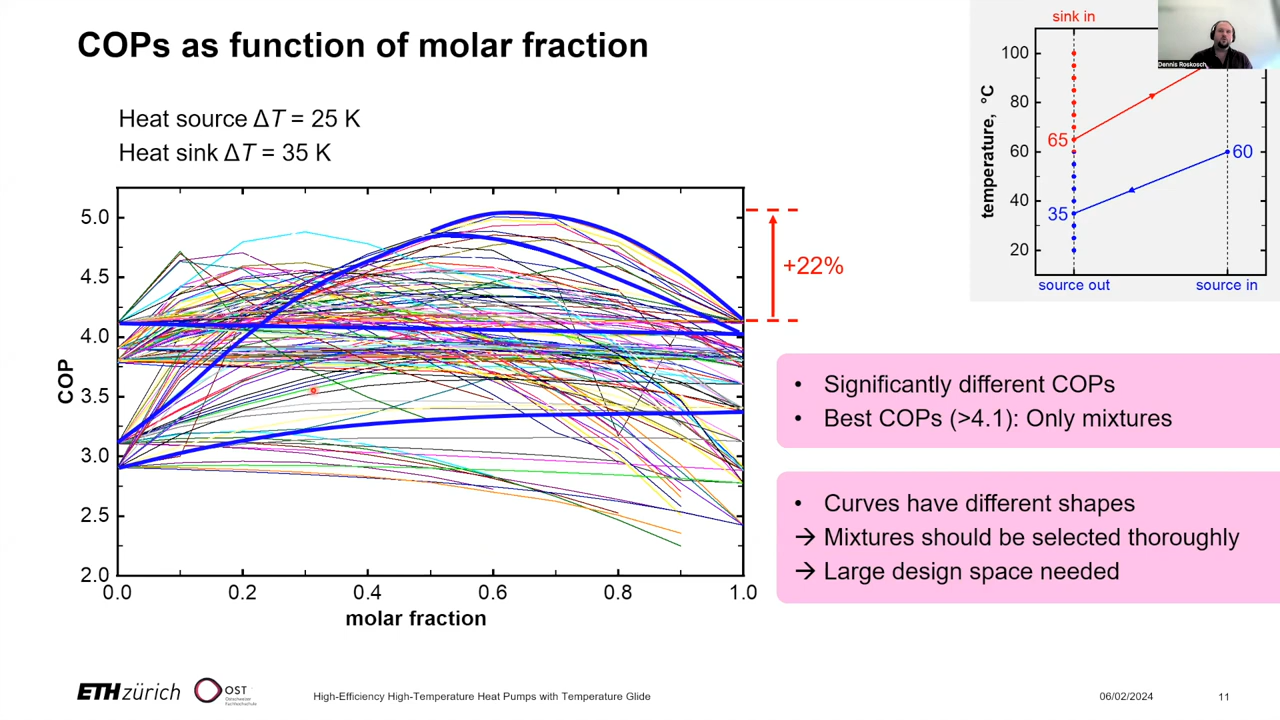 COPs as function of molar fraction
Heat source ΔT = 25 K
Heat sink ΔT = 35 K
5.0
4.5
4.0
3.5
3.0
2.5
2.0
COP
0.0 0.2 0.4 0.6 0.8 1.0
molar fraction
+22%
sink in
Dennis Roskosch
100
80
60
40
20
temperature, °C
65
60
35
source out source in
• Significantly different COPs
• Best COPs (>4.1): Only mixtures
• Curves have different shapes
→ Mixtures should be selected thoroughly
→ Large design space needed
ETH zürich
OST
Ostschweizer
Fachhochschule
High-Efficiency High-Temperature Heat Pumps with Temperature Glide
06/02/2024
11